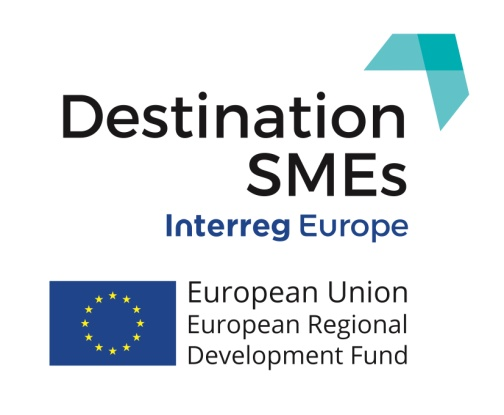 Destination
SMEs
Interreg Europe
European Union
European Regional
Development Fund